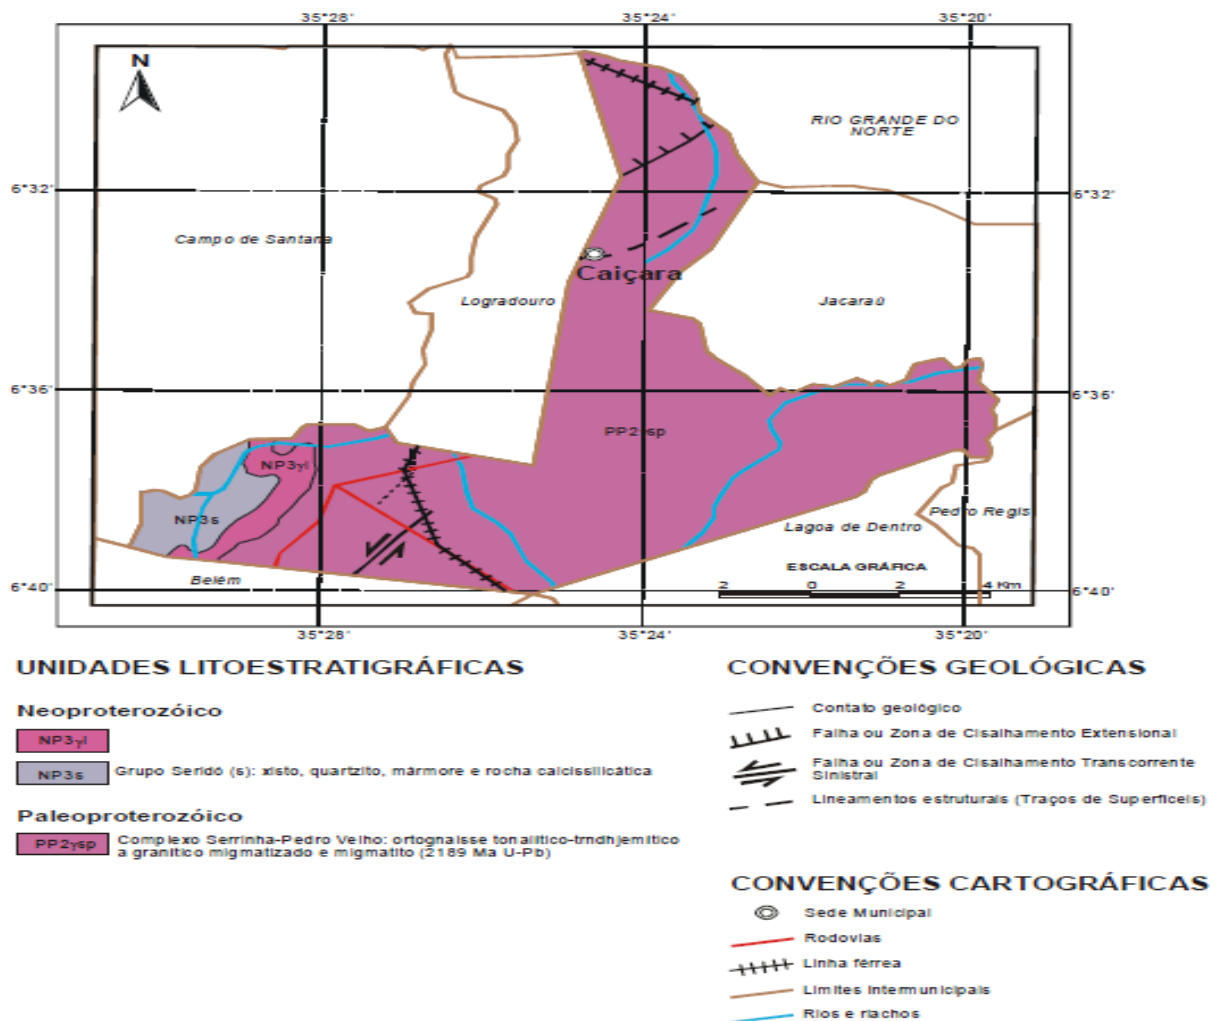 35°28'
35°24'
35°20'
N
RIO GRANDE DO
NORTE
6°32'
6°32'
Campo de Santana
Caiçara
Logradouro
Jacaraú
6°36'
6°36'
PP2γsp
NP3γl
NP3s
Pedro Regis
Lagoa de Dentro
ESCALA GRÁFICA
Belém
2 0 2 4 Km
6°40'
6°40'
35°28'
35°24'
35°20'
UNIDADES LITOESTRATIGRÁFICAS
Neoproterozóico
NP3γl
NP3s Grupo Seridó (s): xisto, quartzito, mármore e rocha calcissilicática
Paleoproterozóico
PP2γsp Complexo Serrinha-Pedro Velho: ortognaisse tonalítico-trndhjemítico
a granítico migmatizado e migmatito (2189 Ma U-Pb)
CONVENÇÕES GEOLÓGICAS
Contato geológico
Falha ou Zona de Cisalhamento Extensional
Falha ou Zona de Cisalhamento Transcorrente
Sinistral
Lineamentos estruturais (Traços de Superfícels)
CONVENÇÕES CARTOGRÁFICAS
Sede Municipal
Rodovias
Linha férrea
Limites Intermunicipais
Rios e riachos